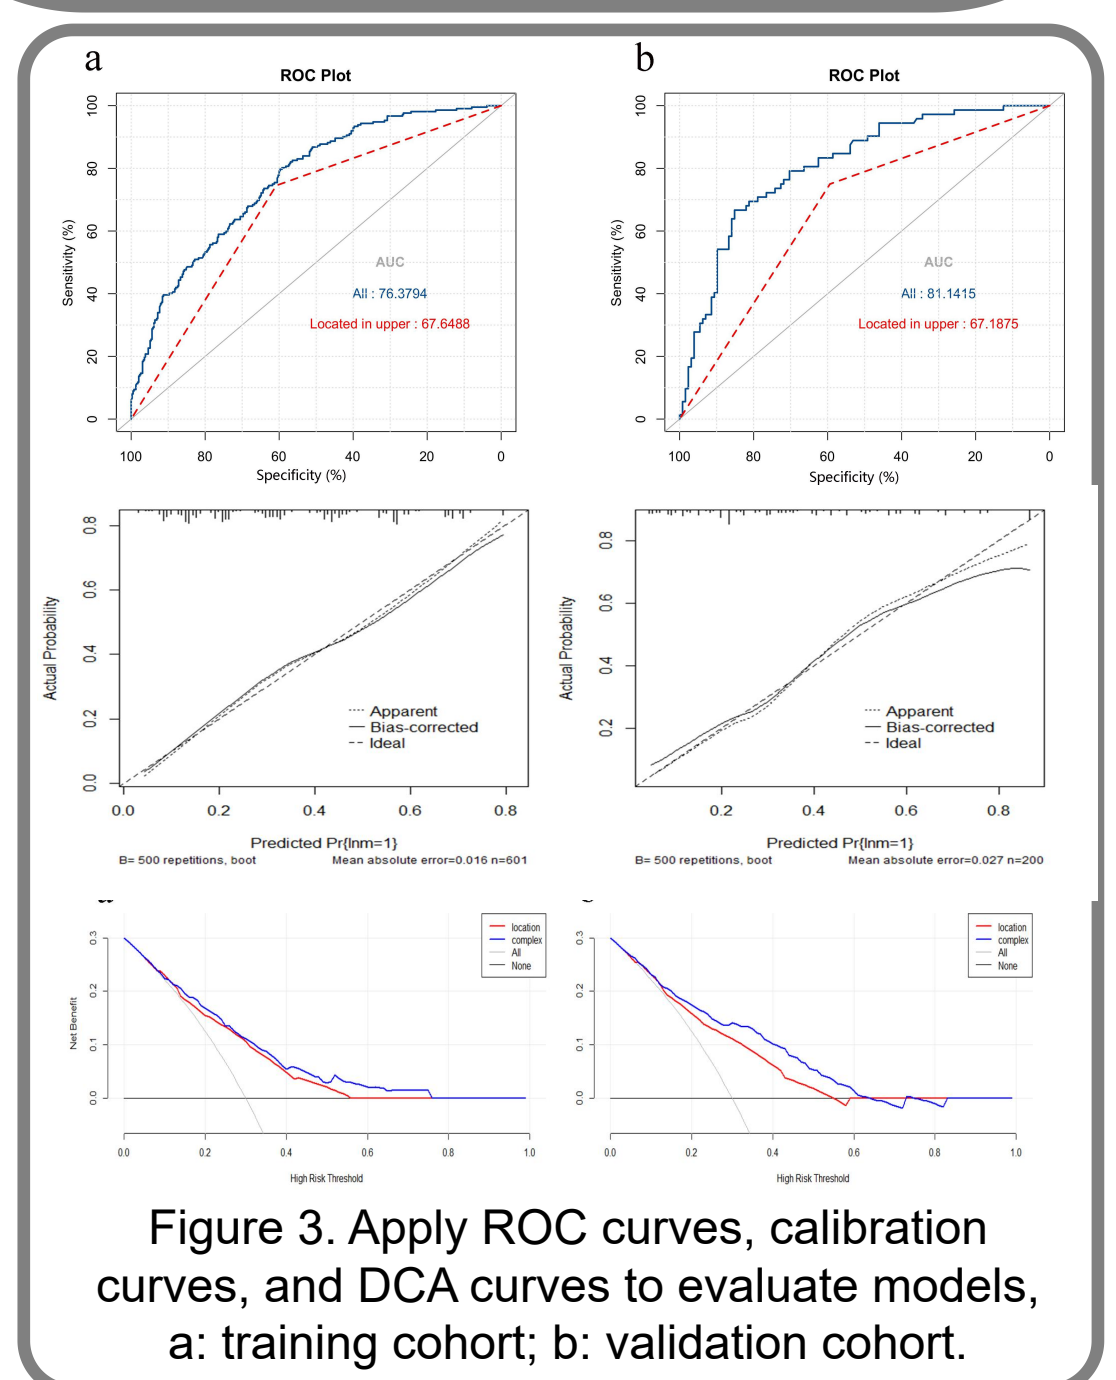 a
ROC Plot
Sensitivity (%)
100
80
60
40
20
0
AUC
All : 76.3794
Located in upper : 67.6488
100 80 60 40 20 0
Specificity (%)
b
ROC Plot
Sensitivity (%)
100
80
60
40
20
0
AUC
All : 81.1415
Located in upper : 67.1875
100 80 60 40 20 0
Specificity (%)
Actual Probability
0.8
0.6
0.4
0.2
0.0
Apparent
Bias-corrected
Ideal
0.0 0.2 0.4 0.6 0.8
Predicted Pr{lnm=1}
B= 500 repetitions, boot Mean absolute error=0.016 n=601
Actual Probability
0.8
0.6
0.4
0.2
Apparent
Bias-corrected
Ideal
0.2 0.4 0.6 0.8
Predicted Pr{lnm=1}
B= 500 repetitions, boot Mean absolute error=0.027 n=200
Net Benefit
0.3
0.2
0.1
0.0
location
complex
All
None
0.0 0.2 0.4 0.6 0.8 1.0
High Risk Threshold
0.3
0.2
0.1
0.0
location
complex
All
None
0.0 0.2 0.4 0.6 0.8 1.0
High Risk Threshold
Figure 3. Apply ROC curves, calibration
curves, and DCA curves to evaluate models,
a: training cohort; b: validation cohort.